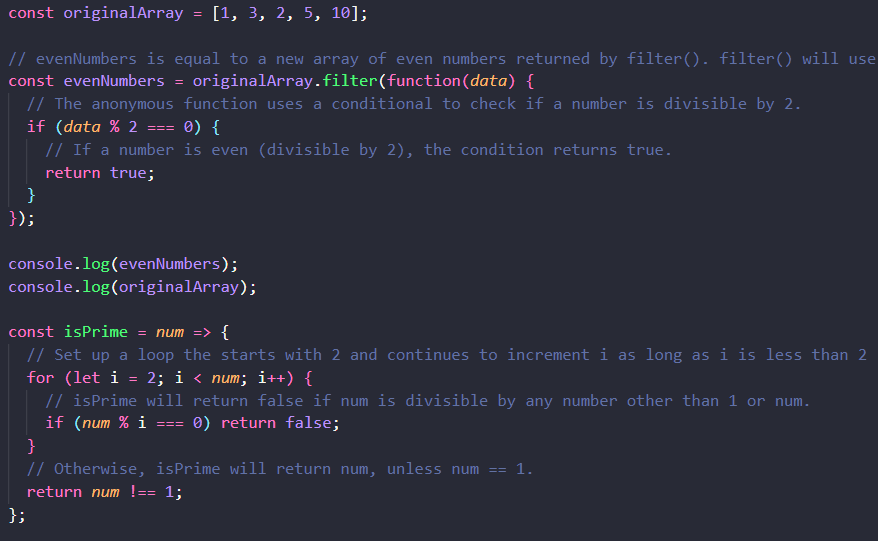 const originalArray = [1, 3, 2, 5, 10];
// evenNumbers is equal to a new array of even numbers returned by filter(). filter() will use
const evenNumbers = originalArray.filter(function(data) {
// The anonymous function uses a conditional to check if a number is divisible by 2.
if (data % 2 === 0) {
// If a number is even (divisible by 2), the condition returns true.
return true;
}
});
console.log(evenNumbers);
console.log(originalArray);
const isPrime = num => {
// Set up a loop the starts with 2 and continues to increment i as long as i is less than 2
for (let i = 2; i < num; i++) {
// isPrime will return false if num is divisible by any number other than 1 or num.
if (num % i === 0) return false;
}
// Otherwise, isPrime will return num, unless num == 1.
return num !== 1;
};